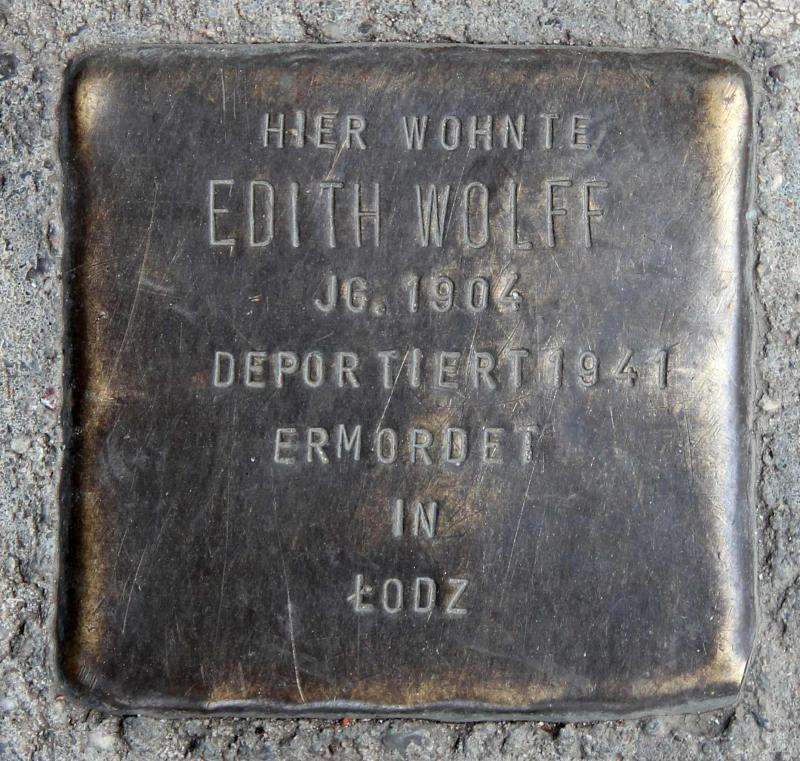 HIER WOHNTE
EDITH WOLFF
JG. 1904
DEPORTIERT 1941
ERMORDET
IN
ŁODZ